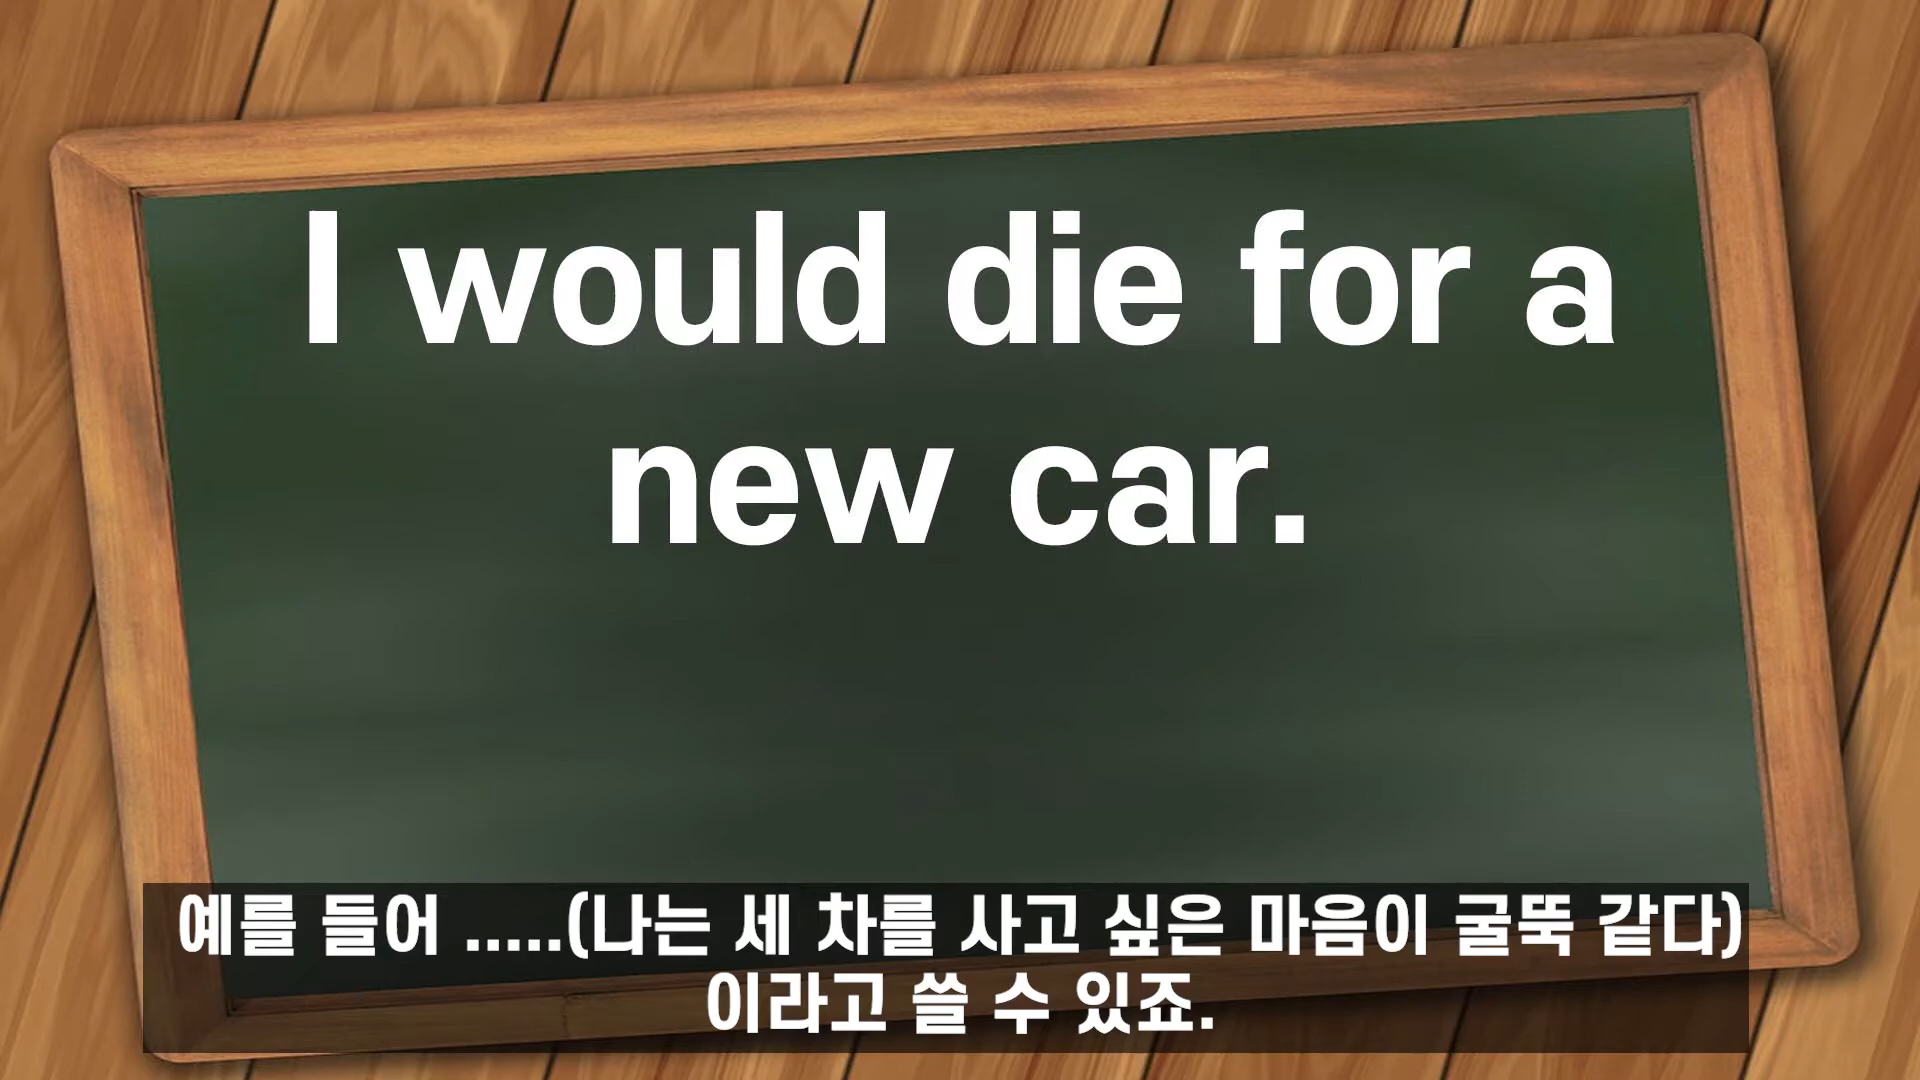 I would die for a
new car.
예를 들어 .....(나는 세 차를 사고 싶은 마음이 굴뚝 같다)
이라고 쓸 수 있죠.